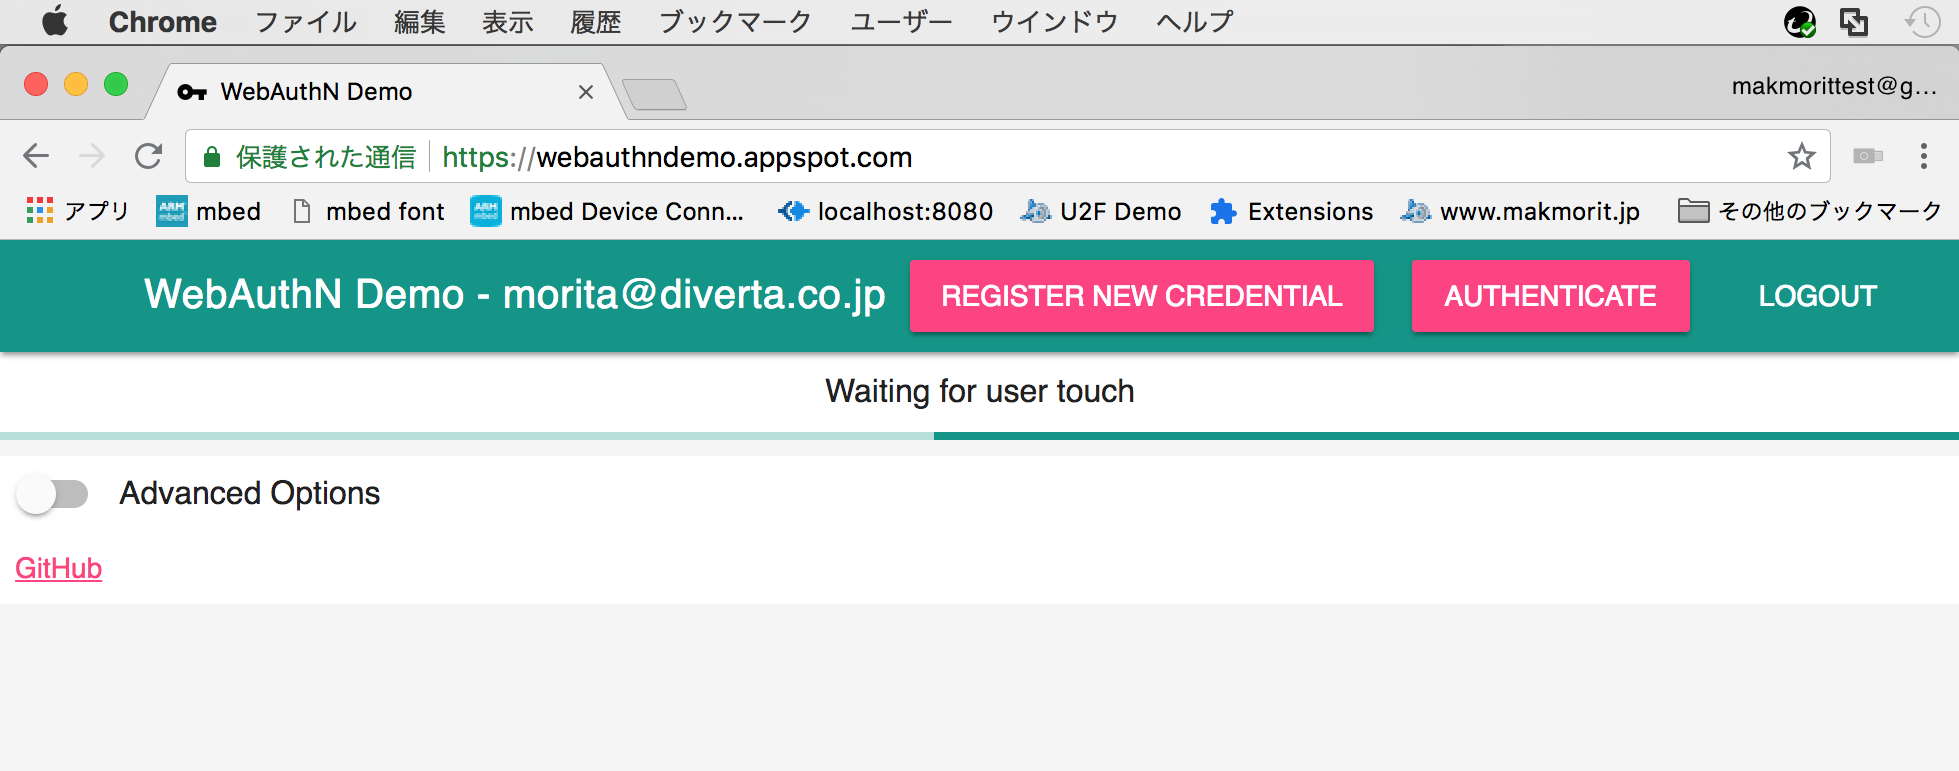 Chrome ファイル 編集 表示 履歴 ブックマーク ユーザー ウインドウ ヘルプ
WebAuthN Demo makmorittest@g...
保護された通信 https://webauthndemo.appspot.com
アプリ mbed mbed font mbed Device Conn... localhost:8080 U2F Demo Extensions www.makmorit.jp その他のブックマーク
WebAuthN Demo - morita@diverta.co.jp REGISTER NEW CREDENTIAL AUTHENTICATE LOGOUT
Waiting for user touch
Advanced Options
GitHub